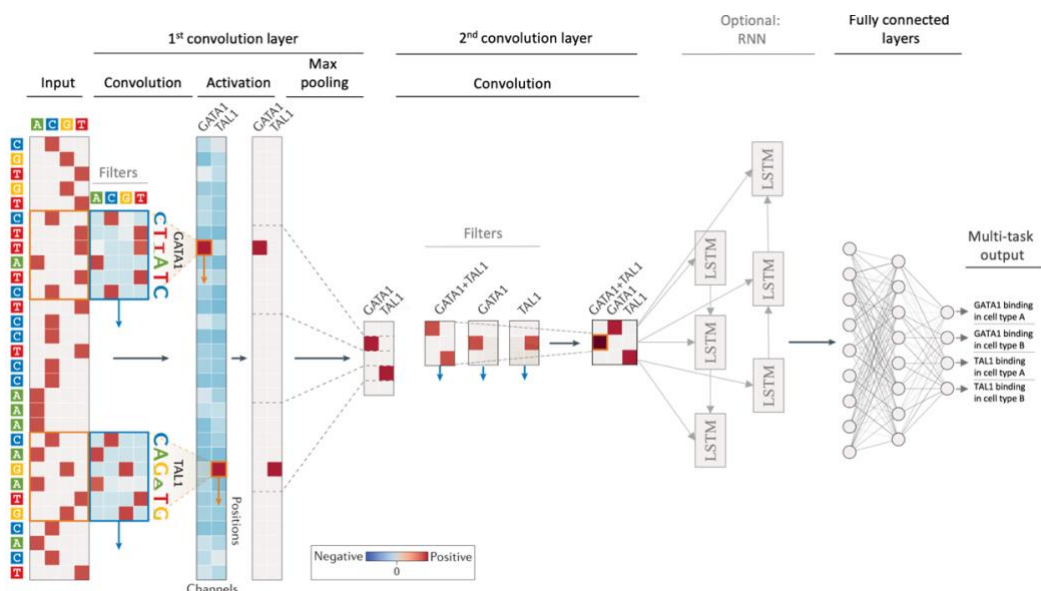 1st convolution layer
2nd convolution layer
Optional:
RNN
Fully connected
layers
Input
Convolution
Activation
Max
pooling
Convolution
GATA1
TAL1
GATA1
TAL1
A C G T
C
G
T
G
T
C
T
T
A
T
C
T
C
C
T
C
C
A
A
A
C
A
G
A
T
G
C
A
C
T
Filters
A C G T
CTTATC
GATA1
CAGATG
TAL1
Positions
Channels
GATA1
TAL1
Filters
GATA1+TAL1
GATA1
TAL1
GATA1+TAL1
GATA1
TAL1
LSTM
LSTM
LSTM
LSTM
LSTM
LSTM
Multi-task
output
GATA1 binding
in cell type A
GATA1 binding
in cell type B
TAL1 binding
in cell type A
TAL1 binding
in cell type B
Negative
Positive
0